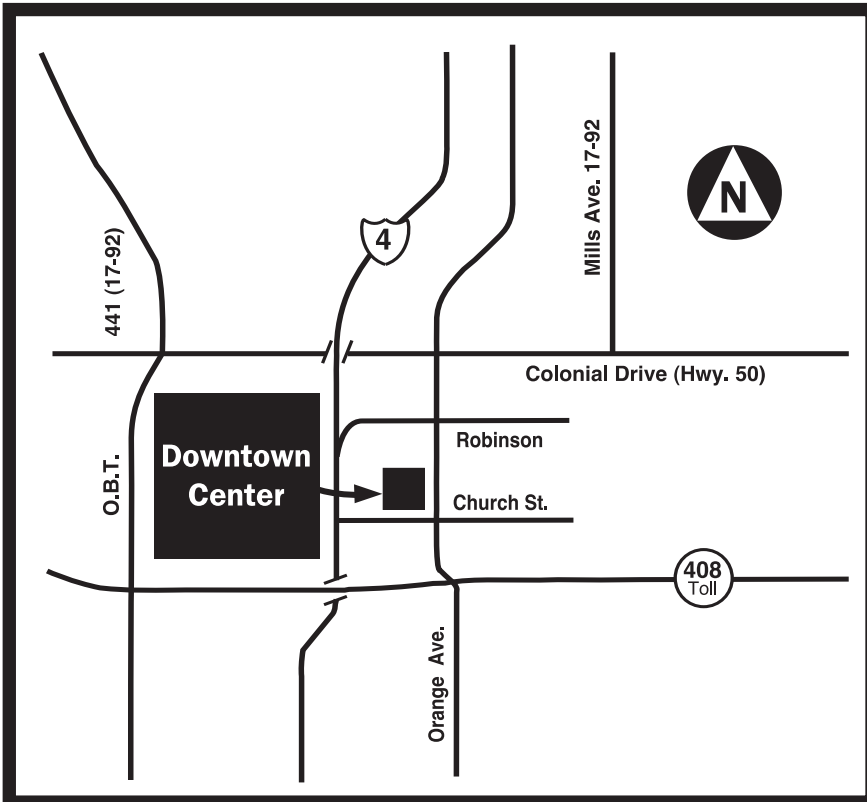 Mills Ave. 17-92
N
4
441 (17-92)
Colonial Drive (Hwy. 50)
Robinson
Downtown
Center
O.B.T.
Church St.
408
Toll
Orange Ave.